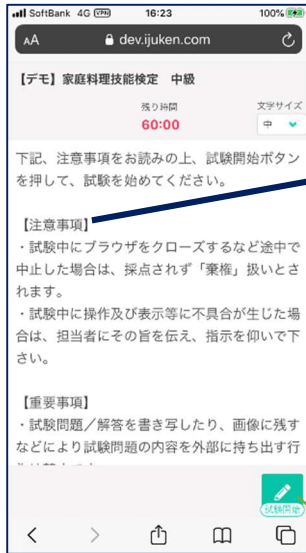 SoftBank 4G VPN 16:23 100%
AA dev.ijuken.com
【デモ】家庭料理技能検定 中級
残り時間 文字サイズ
60:00 中
下記、注意事項をお読みの上、試験開始ボタン
を押して、試験を始めてください。
【注意事項】
・試験中にブラウザをクローズするなど途中で
中止した場合は、採点されず「棄権」扱いとさ
れます。
・試験中に操作及び表示等に不具合が生じた場
合は、担当者にその旨を伝え、指示を仰いで下
さい。
【重要事項】
・試験問題／解答を書き写したり、画像に残す
などにより試験問題の内容を外部に持ち出す行
試験開始